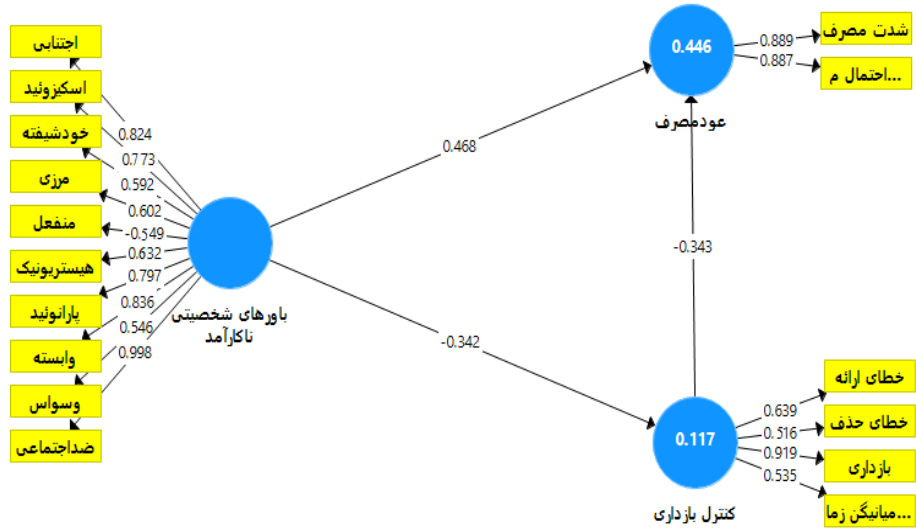 اجتنابی
اسکیزوئید
خودشیفته
مرزی
منفعل
هیستریونیک
پارانوئید
وابسته
وسواس
ضداجتماعی
0.824
0.773
0.592
0.602
-0.549
0.632
0.797
0.836
0.546
0.998
باورهای شخصیتی
ناکارآمد
0.468
-0.342
-0.343
0.446
عودمصرف
0.889
0.887
شدت مصرف
احتمال م...
0.117
کنترل بازداری
0.639
0.516
0.919
0.535
خطای ارائه
خطای حذف
بازداری
میانیگن زما...